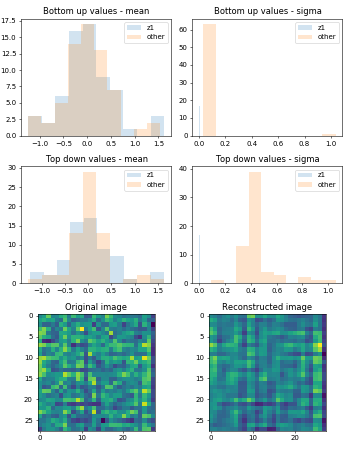 Bottom up values - mean
Bottom up values - sigma
17.5
15.0
12.5
10.0
7.5
5.0
2.5
0.0
−1.0 −0.5 0.0 0.5 1.0 1.5
z1
other
60
50
40
30
20
10
0
0.0 0.2 0.4 0.6 0.8 1.0
z1
other
Top down values - mean
Top down values - sigma
30
25
20
15
10
5
0
−1.0 −0.5 0.0 0.5 1.0 1.5
z1
other
40
30
20
10
0
0.0 0.2 0.4 0.6 0.8 1.0
z1
other
Original image
Reconstructed image
0
5
10
15
20
25
0 10 20
0
5
10
15
20
25
0 10 20